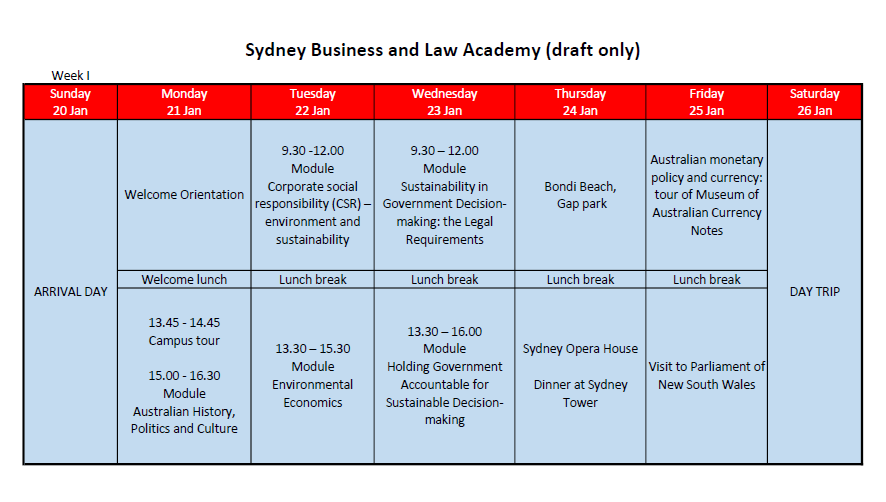 Sydney Business and Law Academy (draft only)
Week I
Sunday
20 Jan
Monday
21 Jan
Tuesday
22 Jan
Wednesday
23 Jan
Thursday
24 Jan
Friday
25 Jan
Saturday
26 Jan
ARRIVAL DAY
Welcome Orientation
9.30 -12.00
Module
Corporate social
responsibility (CSR) –
environment and
sustainability
9.30 – 12.00
Module
Sustainability in
Government Decision-
making: the Legal
Requirements
Bondi Beach,
Gap park
Australian monetary
policy and currency:
tour of Museum of
Australian Currency
Notes
DAY TRIP
Welcome lunch
Lunch break
Lunch break
Lunch break
Lunch break
13.45 - 14.45
Campus tour
15.00 - 16.30
Module
Australian History,
Politics and Culture
13.30 – 15.30
Module
Environmental
Economics
13.30 – 16.00
Module
Holding Government
Accountable for
Sustainable Decision-
making
Sydney Opera House
Dinner at Sydney
Tower
Visit to Parliament of
New South Wales